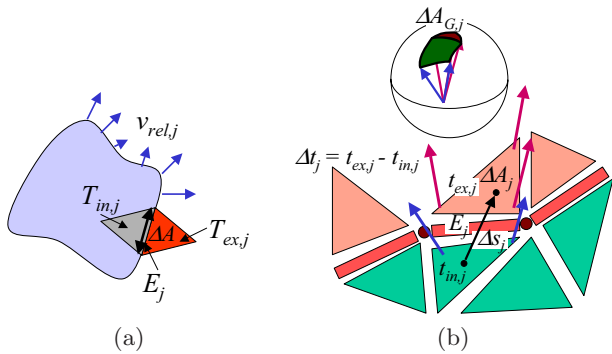 ΔA_{G,j}
v_{rel,j}
Δt_j = t_{ex,j} - t_{in,j}
t_{ex,j} ΔA_j
T_{in,j}
ΔA
T_{ex,j}
E_j
E_j
Δs_j
t_{in,j}
(a)
(b)